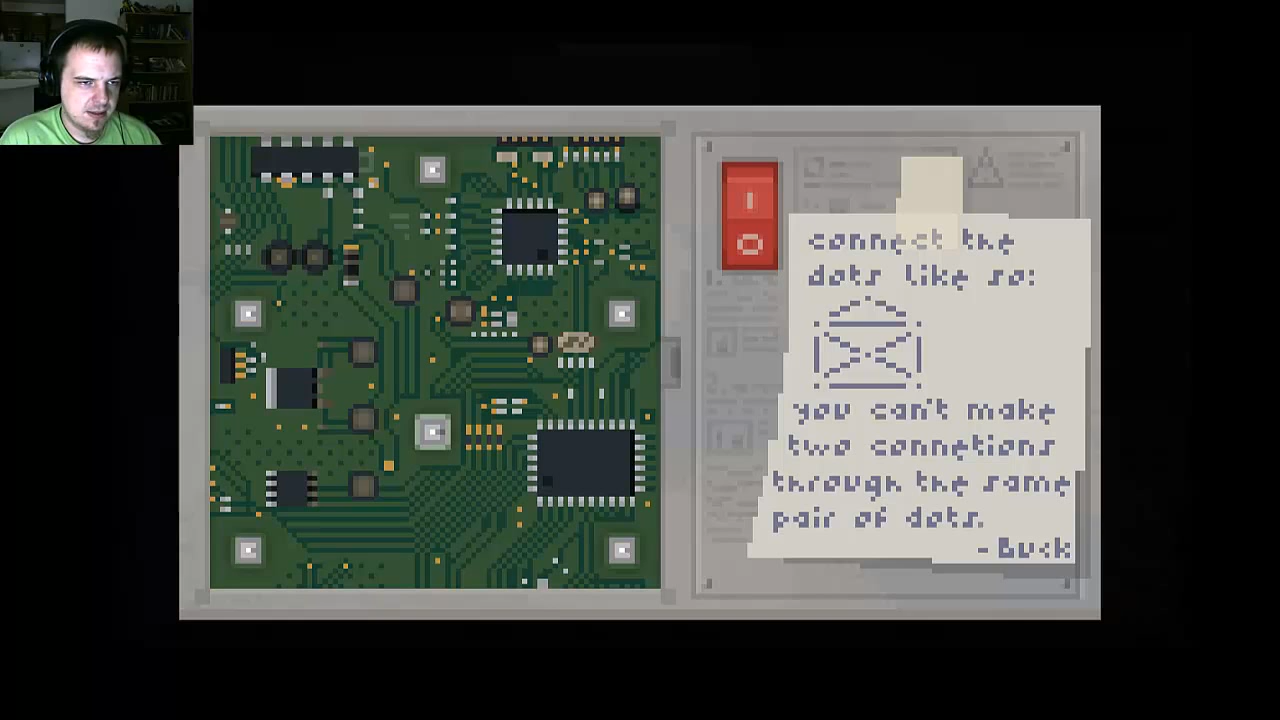 connect the
dots like so:
you can't make
two connetions
through the same
pair of dots.
-Buck